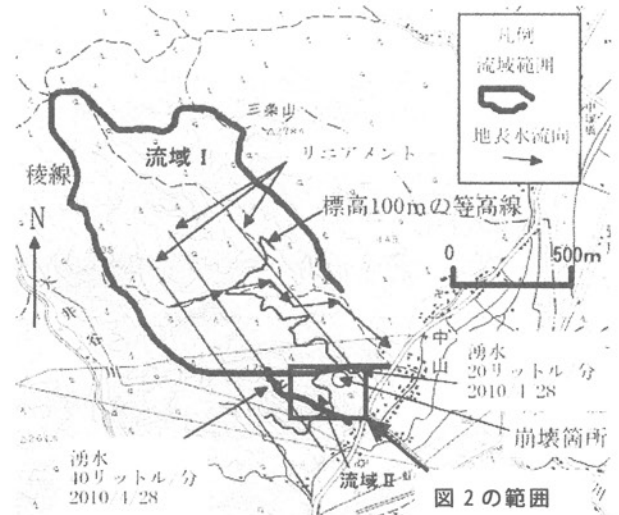 凡例
流域範囲
地表水流向
三条山
流域Ⅰ
リニアメント
稜線
N
標高100mの等高線
0 500m
中
山
湧水
20リットル/分
2010/4/28
崩壊箇所
湧水
40リットル/分
2010/4/28
流域Ⅱ
図2の範囲